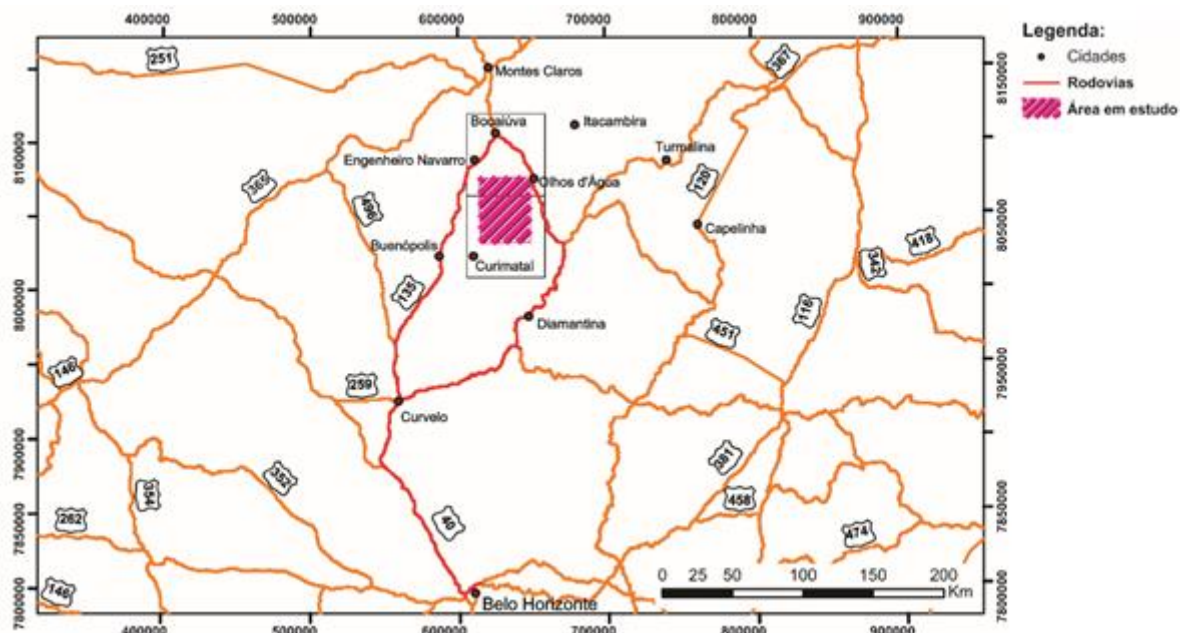 400000 500000 600000 700000 800000 900000
Legenda:
Cidades
Rodovias
Área em estudo
251
367
Montes Claros
8150000
Bocaiúva
Itacambira
8100000
Engenheiro Navarro
Turmalina
365
120
Olhos d'Água
496
Capelinha
8050000
418
Buenópolis
Curimataí
342
135
8000000
116
Diamantina
451
146
259
7950000
Curvelo
7900000
381
352
354
458
40
7850000
262
474
0 25 50 100 150 200
Km
146
7800000
7800000
Belo Horizonte
400000 500000 600000 700000 800000 900000